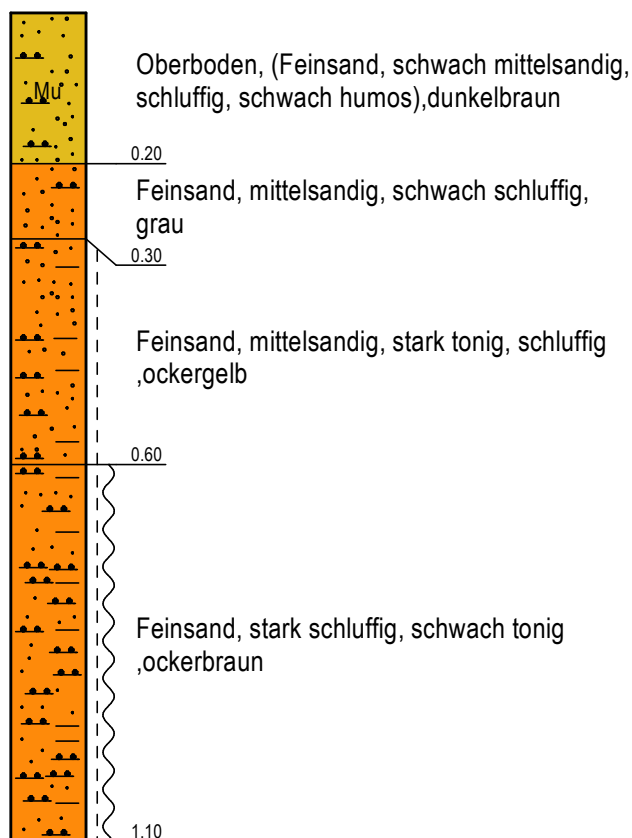 Oberboden, (Feinsand, schwach mittelsandig,
Mu
schluffig, schwach humos),dunkelbraun
0.20
Feinsand, mittelsandig, schwach schluffig,
grau
0.30
Feinsand, mittelsandig, stark tonig, schluffig
,ockergelb
0.60
Feinsand, stark schluffig, schwach tonig
,ockerbraun
1.10